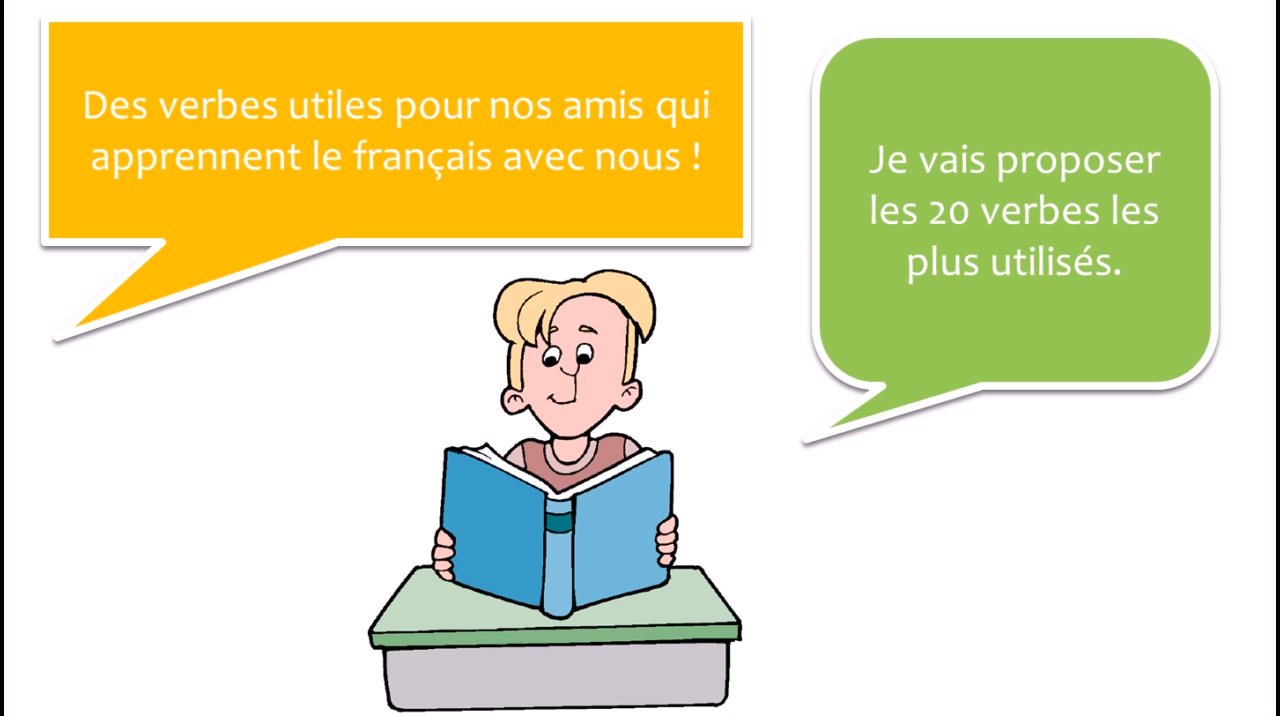 Des verbes utiles pour nos amis qui
apprennent le français avec nous !
Je vais proposer
les 20 verbes les
plus utilisés.